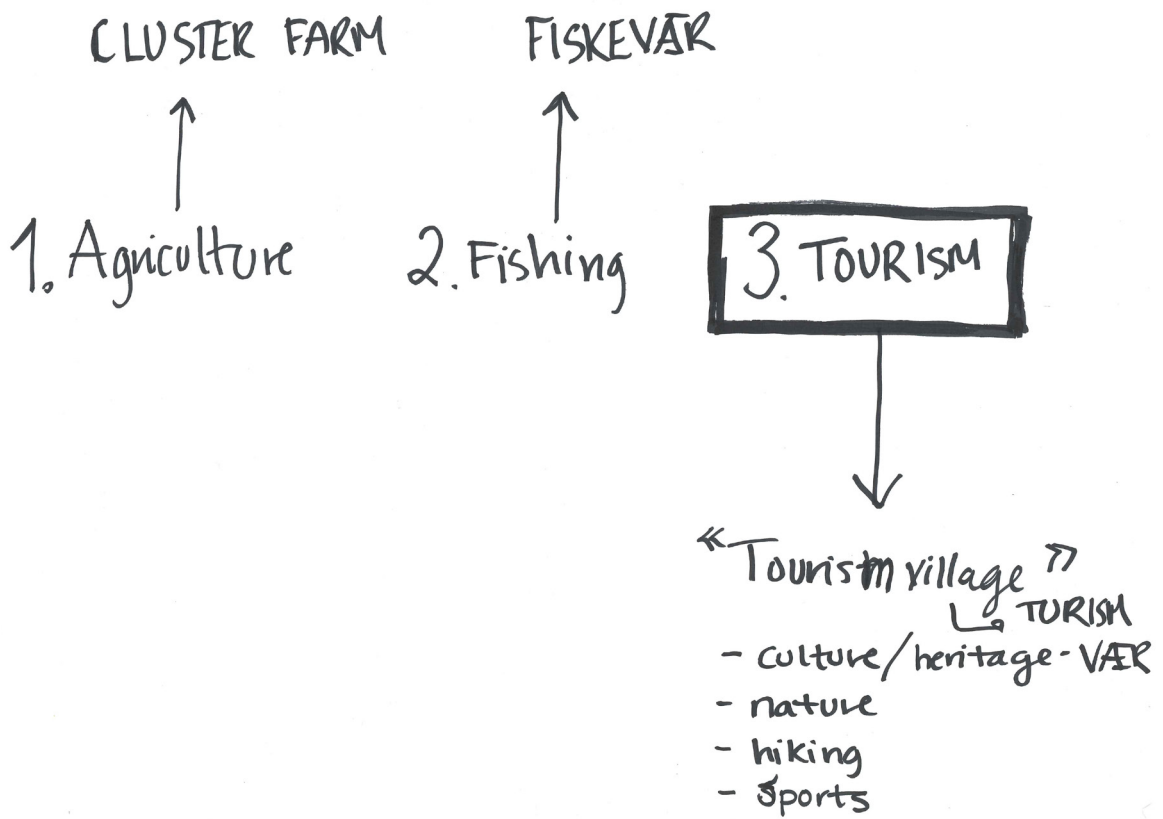 CLUSTER FARM
FISKEVÆR
1. Agriculture
2. Fishing
3. TOURISM
«Tourism village»
TURISM
- culture/heritage - VÆR
- nature
- hiking
- sports